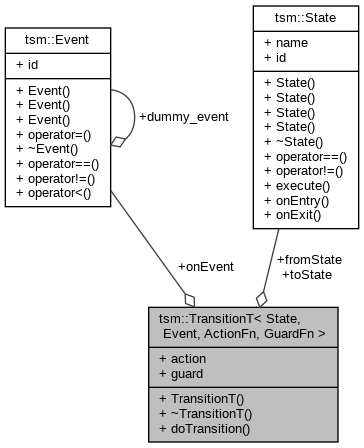 tsm::Event
+ id
+ Event()
+ Event()
+ Event()
+ operator=()
+ ~Event()
+ operator==()
+ operator!=()
+ operator<()
+dummy_event
tsm::State
+ name
+ id
+ State()
+ State()
+ State()
+ State()
+ ~State()
+ operator==()
+ operator!=()
+ execute()
+ onEntry()
+ onExit()
+onEvent
+fromState
+toState
tsm::TransitionT< State,
Event, ActionFn, GuardFn >
+ action
+ guard
+ TransitionT()
+ ~TransitionT()
+ doTransition()